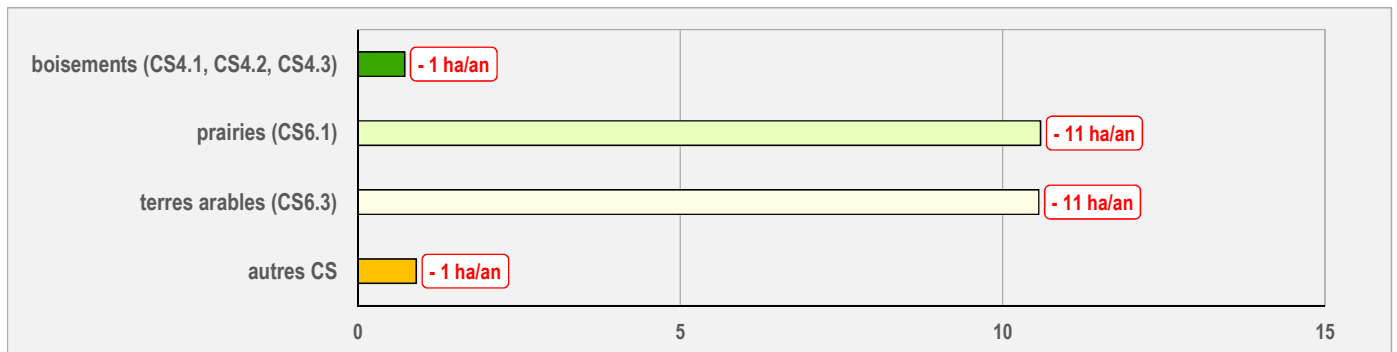 boisements (CS4.1, CS4.2, CS4.3)
- 1 ha/an
prairies (CS6.1)
- 11 ha/an
terres arables (CS6.3)
- 11 ha/an
autres CS
- 1 ha/an
0 5 10 15